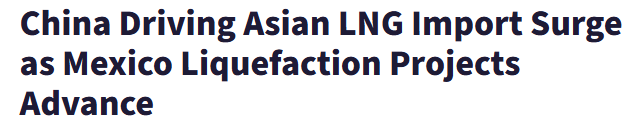 China Driving Asian LNG Import Surge
as Mexico Liquefaction Projects
Advance